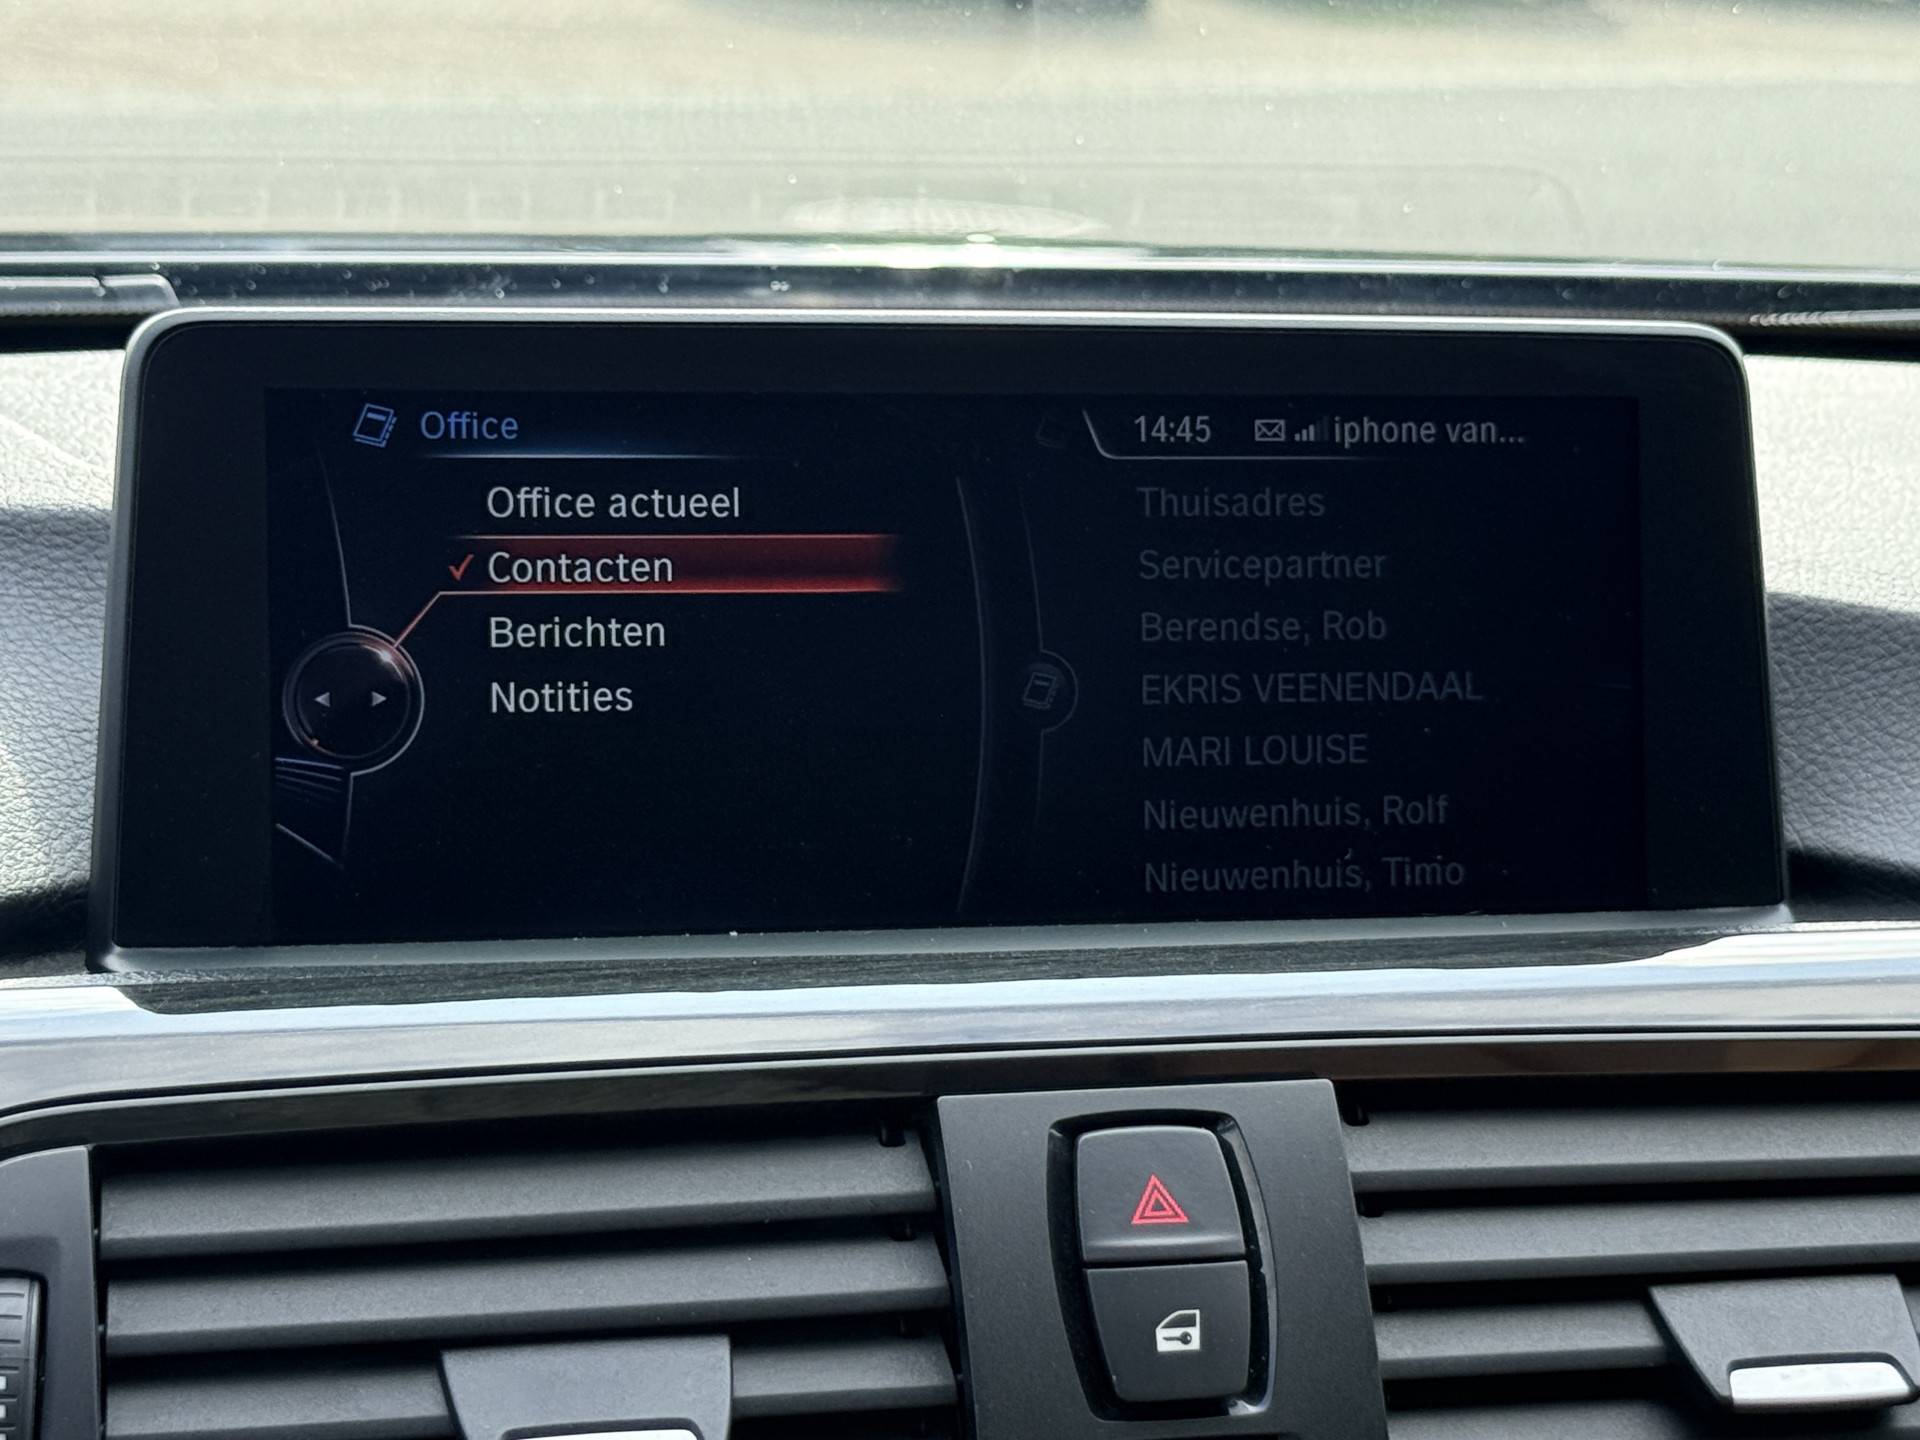 Office
14:45 iphone van...
Office actueel
Contacten
Berichten
Notities
Thuisadres
Servicepartner
Berendse, Rob
EKRIS VEENENDAAL
MARI LOUISE
Nieuwenhuis, Rolf
Nieuwenhuis, Timo